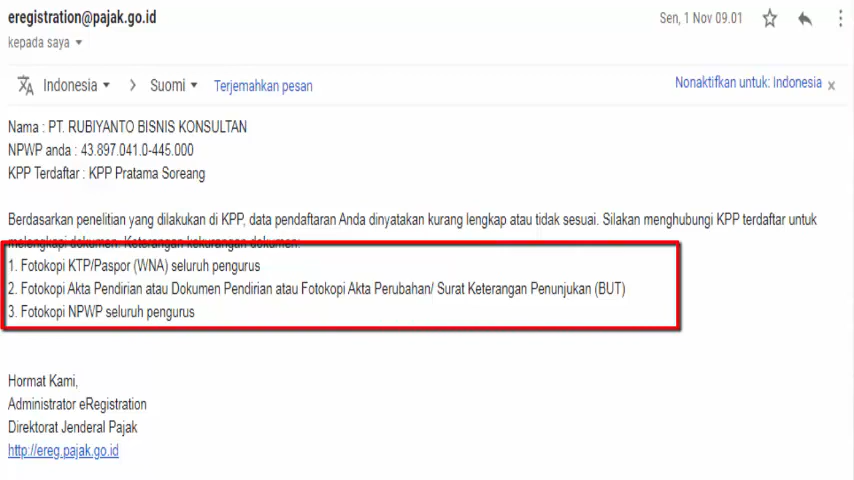 eregistration@pajak.go.id
Sen, 1 Nov 09.01
kepada saya
Indonesia > Suomi Terjemahkan pesan Nonaktifkan untuk: Indonesia x
Nama : PT. RUBIYANTO BISNIS KONSULTAN
NPWP anda : 43.897.041.0-445.000
KPP Terdaftar : KPP Pratama Soreang
Berdasarkan penelitian yang dilakukan di KPP, data pendaftaran Anda dinyatakan kurang lengkap atau tidak sesuai. Silakan menghubungi KPP terdaftar untuk
melengkapi dokumen. Keterangan kekurangan dokumen:
1. Fotokopi KTP/Paspor (WNA) seluruh pengurus
2. Fotokopi Akta Pendirian atau Dokumen Pendirian atau Fotokopi Akta Perubahan/ Surat Keterangan Penunjukan (BUT)
3. Fotokopi NPWP seluruh pengurus
Hormat Kami,
Administrator eRegistration
Direktorat Jenderal Pajak
http://ereg.pajak.go.id